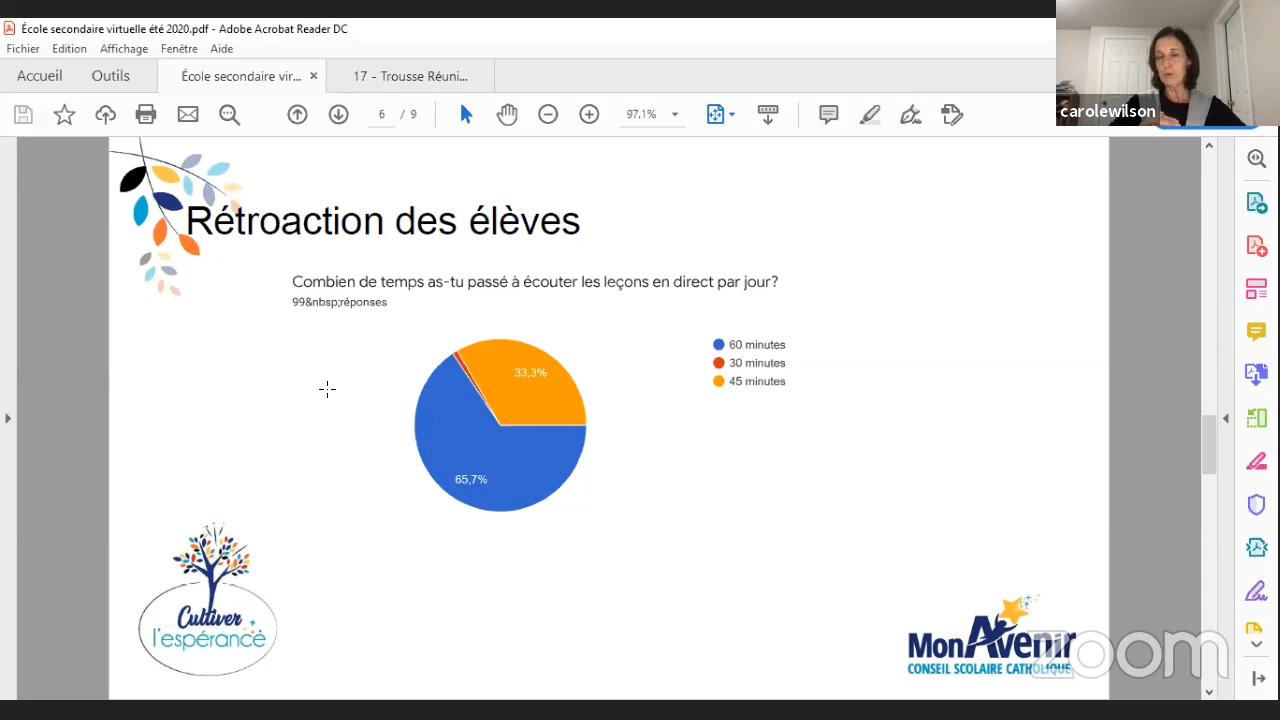 École secondaire virtuelle été 2020.pdf - Adobe Acrobat Reader DC
Fichier Edition Affichage Fenêtre Aide
Accueil Outils École secondaire vir... × 17 - Trousse Réuni...
6 / 9 97.1%
carolewilson
Rétroaction des élèves
Combien de temps as-tu passé à écouter les leçons en direct par jour?
99&nbsp;réponses
60 minutes
30 minutes
45 minutes
33,3%
65,7%
Cultiver
l'espérance
MonAvenir
CONSEIL SCOLAIRE CATHOLIQUE
zoom